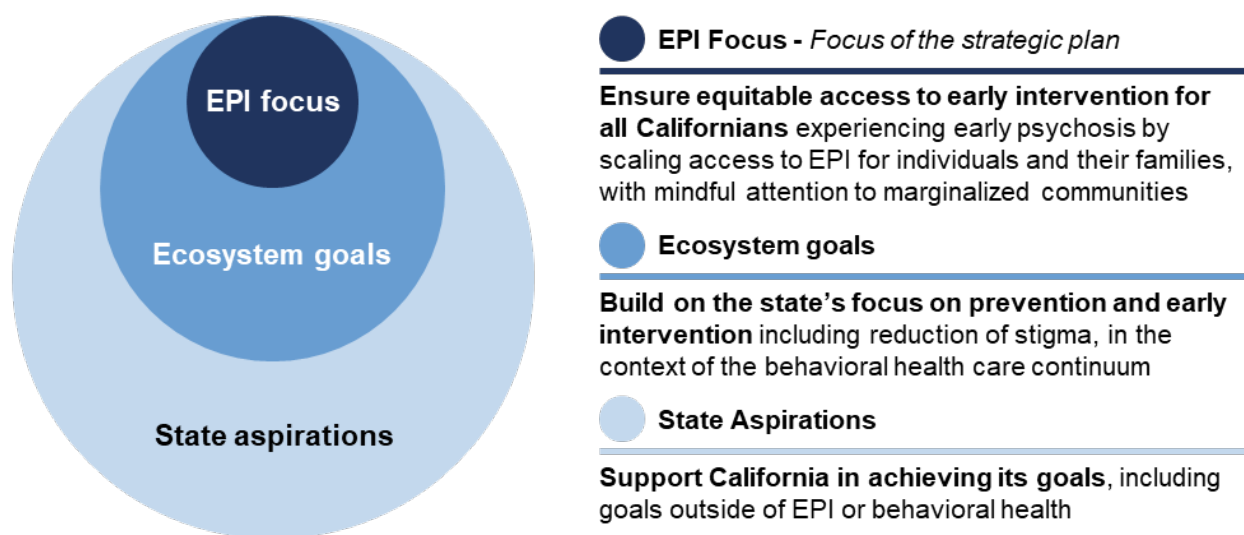 EPI focus
Ecosystem goals
State aspirations
EPI Focus - Focus of the strategic plan
Ensure equitable access to early intervention for
all Californians experiencing early psychosis by
scaling access to EPI for individuals and their families,
with mindful attention to marginalized communities
Ecosystem goals
Build on the state's focus on prevention and early
intervention including reduction of stigma, in the
context of the behavioral health care continuum
State Aspirations
Support California in achieving its goals, including
goals outside of EPI or behavioral health